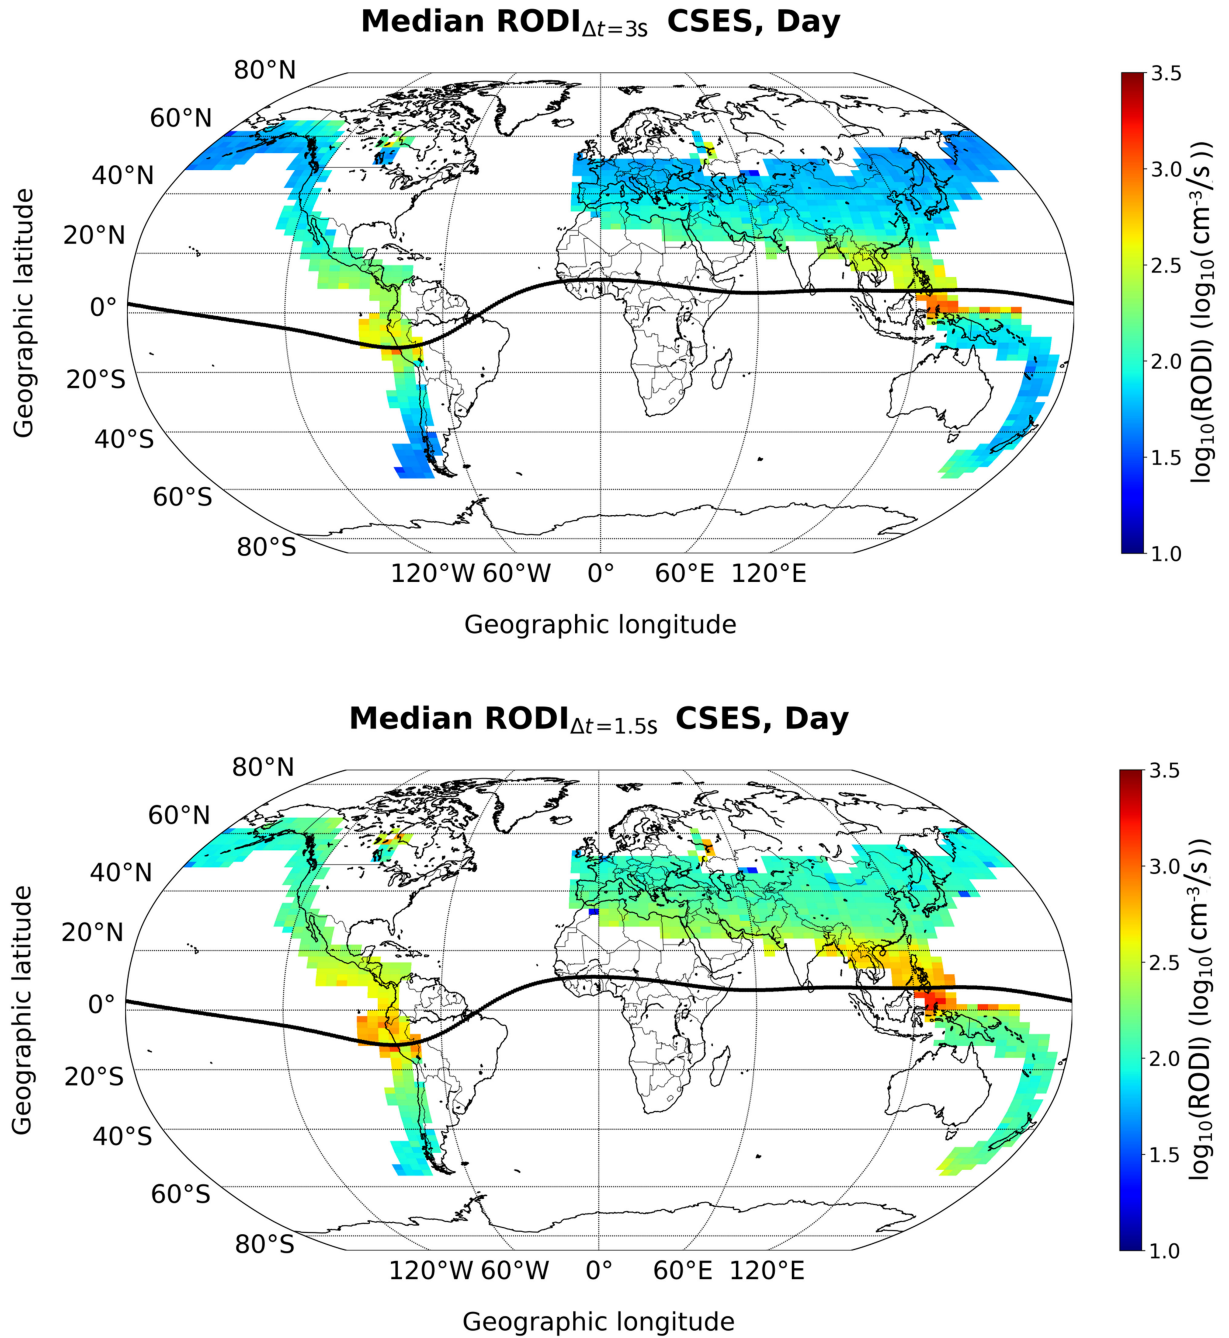 Median RODIΔt=3s CSES, Day
80°N
60°N
40°N
20°N
0°
20°S
40°S
60°S
80°S
Geographic latitude
120°W 60°W 0° 60°E 120°E
Geographic longitude
3.5
3.0
2.5
2.0
1.5
1.0
log10(RODI) (log10( cm-3/s))
Median RODIΔt=1.5s CSES, Day
80°N
60°N
40°N
20°N
0°
20°S
40°S
60°S
80°S
Geographic latitude
120°W 60°W 0° 60°E 120°E
Geographic longitude
3.5
3.0
2.5
2.0
1.5
1.0
log10(RODI) (log10( cm-3/s))